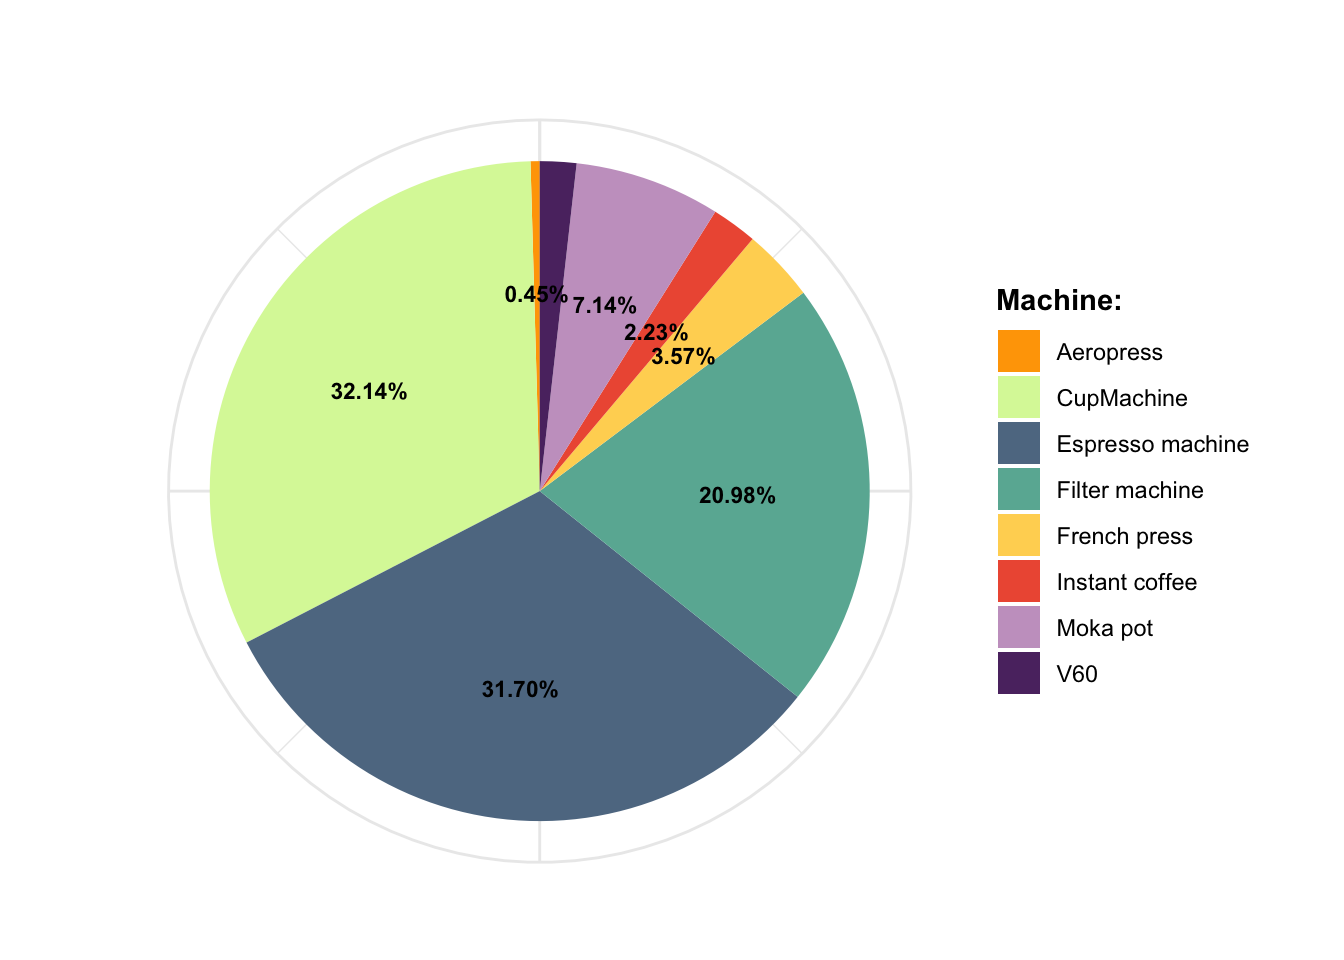 0.45%
7.14%
2.23%
3.57%
32.14%
20.98%
31.70%
Machine:
Aeropress
CupMachine
Espresso machine
Filter machine
French press
Instant coffee
Moka pot
V60